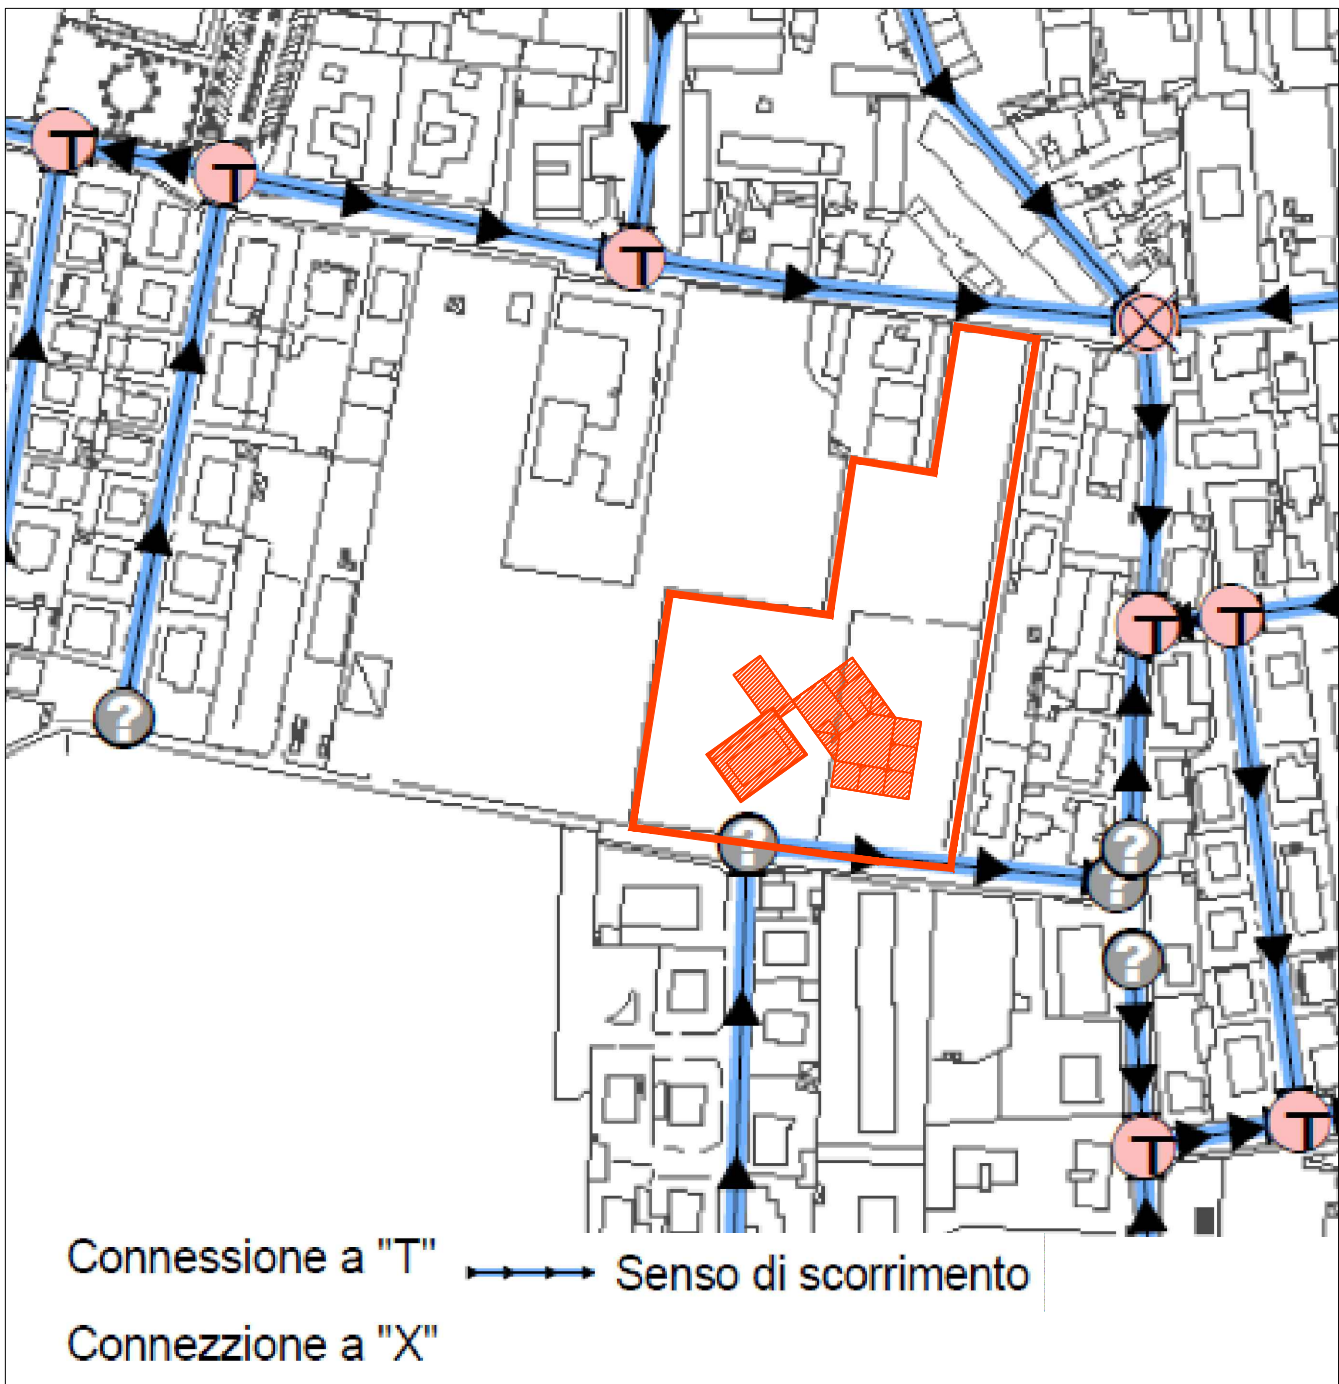 T
T
T
T
T
?
?
?
?
?
T
T
Connessione a "T"
Senso di scorrimento
Connezzione a "X"